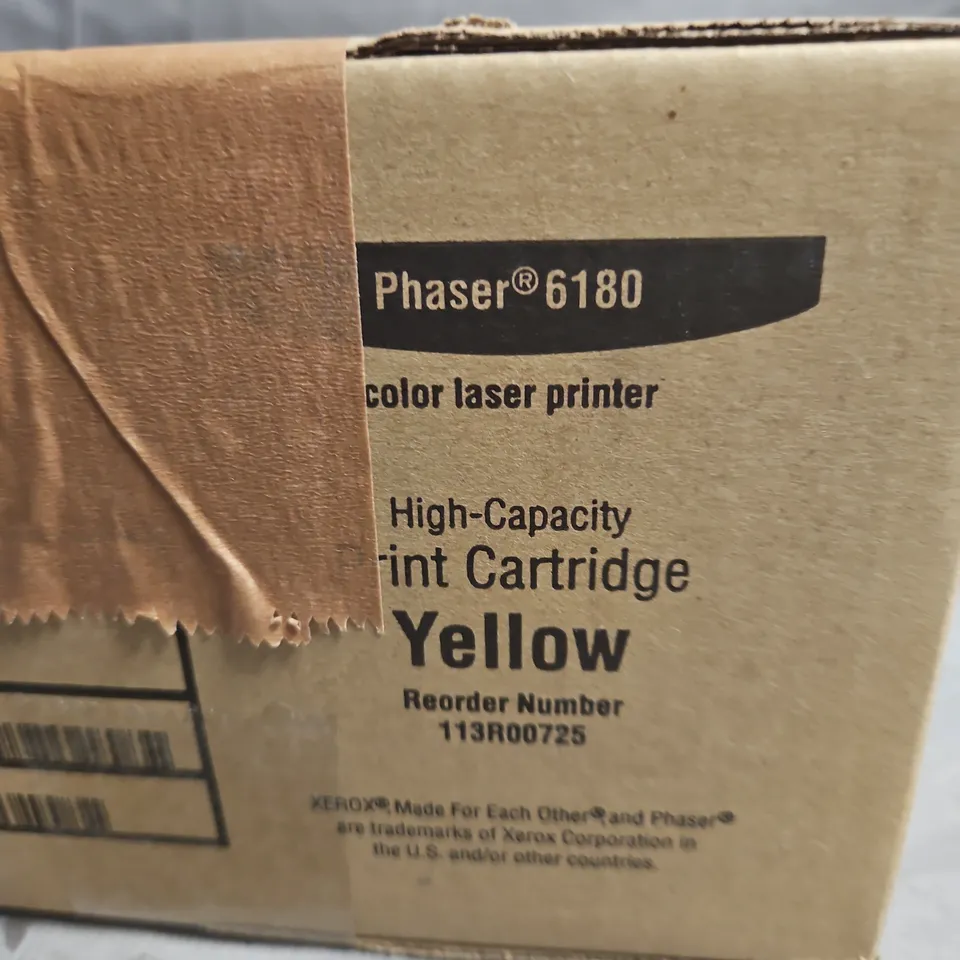 Phaser® 6180
color laser printer
High-Capacity
rint Cartridge
Yellow
Reorder Number
113R00725
XEROX®, Made For Each Other® and Phaser®
are trademarks of Xerox Corporation in
the U.S. and/or other countries.